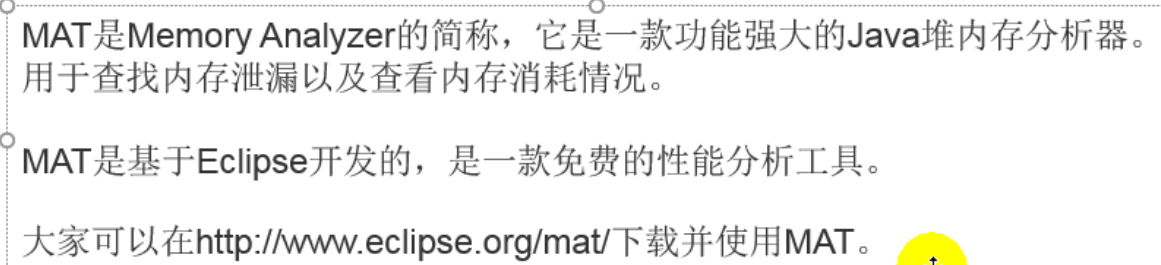 MAT是Memory Analyzer的简称，它是一款功能强大的Java堆内存分析器。
用于查找内存泄漏以及查看内存消耗情况。
MAT是基于Eclipse开发的，是一款免费的性能分析工具。
大家可以在http://www.eclipse.org/mat/下载并使用MAT。